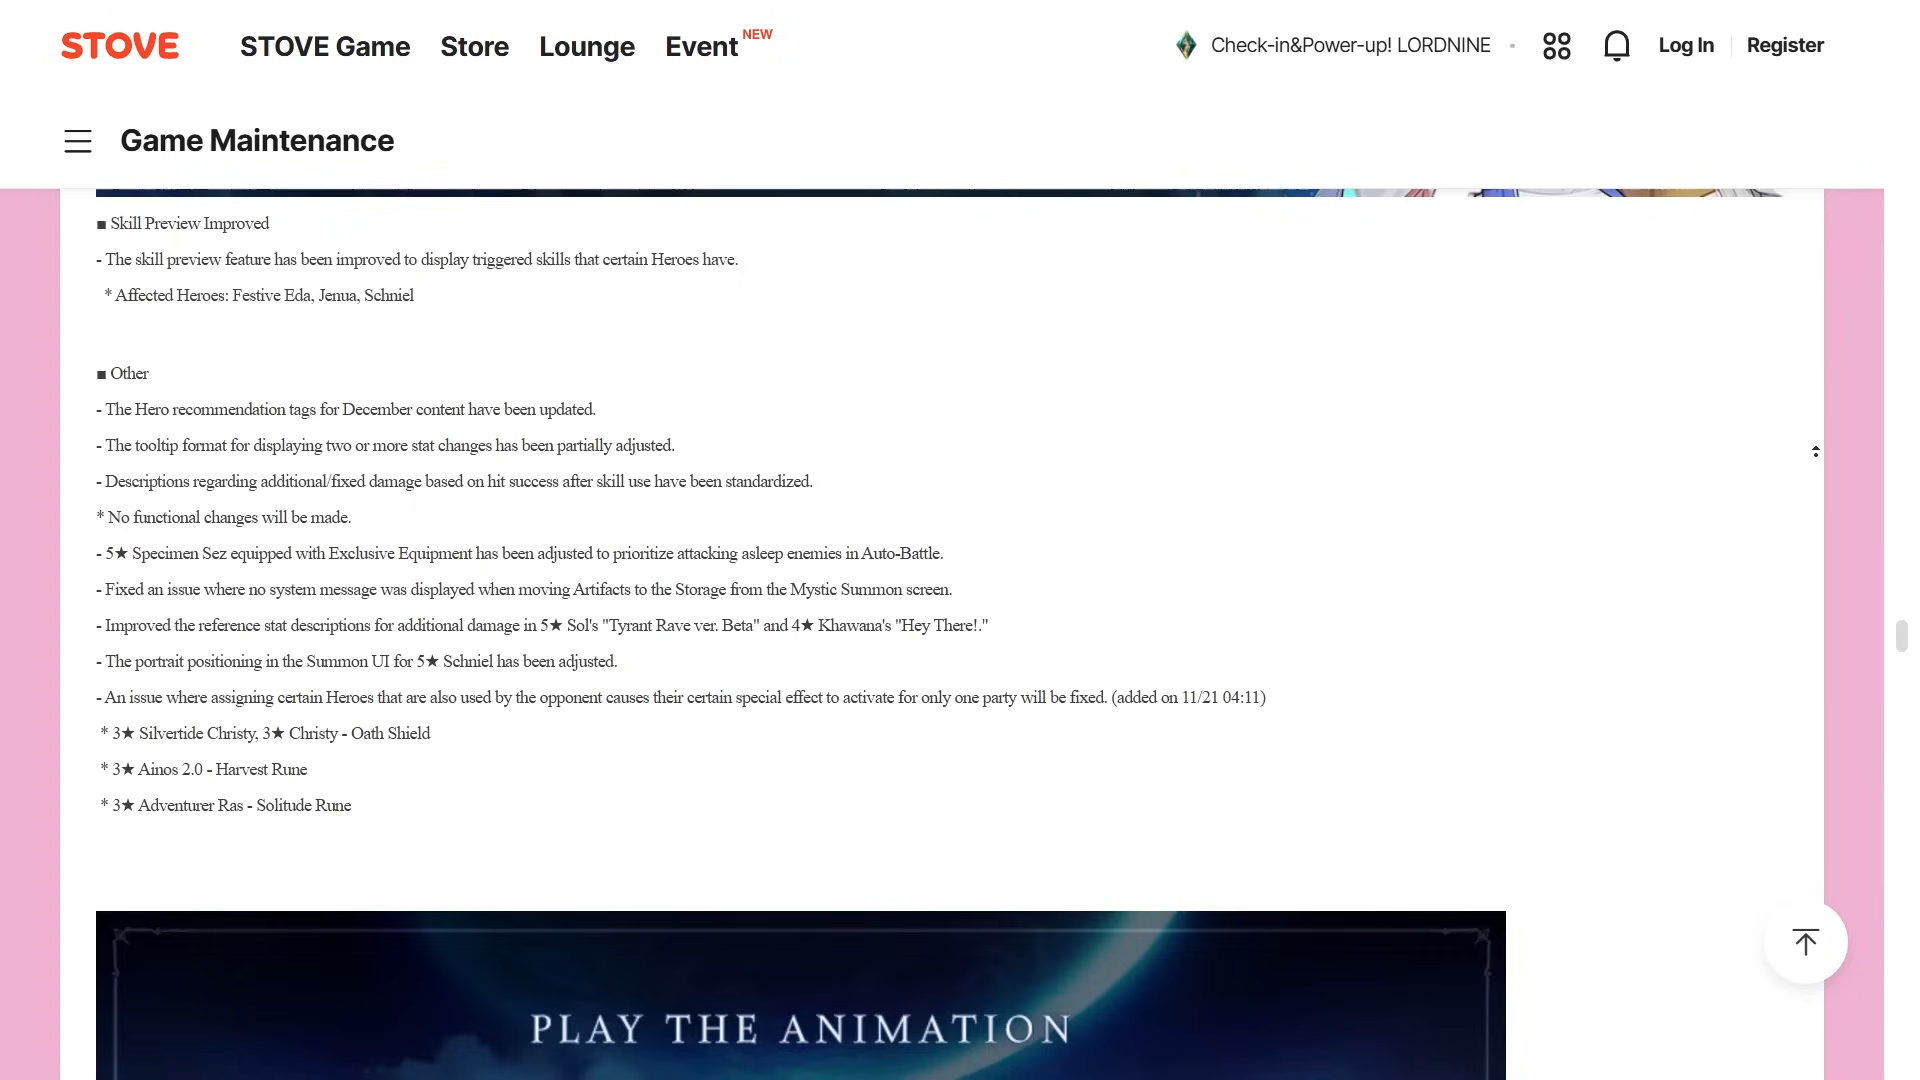 STOVE
STOVE Game Store Lounge Event NEW
Check-in&Power-up! LORDNINE
Log In Register
Game Maintenance
■ Skill Preview Improved
- The skill preview feature has been improved to display triggered skills that certain Heroes have.
* Affected Heroes: Festive Eda, Jenua, Schniel
■ Other
- The Hero recommendation tags for December content have been updated.
- The tooltip format for displaying two or more stat changes has been partially adjusted.
- Descriptions regarding additional/fixed damage based on hit success after skill use have been standardized.
* No functional changes will be made.
- 5★ Specimen Sez equipped with Exclusive Equipment has been adjusted to prioritize attacking asleep enemies in Auto-Battle.
- Fixed an issue where no system message was displayed when moving Artifacts to the Storage from the Mystic Summon screen.
- Improved the reference stat descriptions for additional damage in 5★ Sol's "Tyrant Rave ver. Beta" and 4★ Khawana's "Hey There!."
- The portrait positioning in the Summon UI for 5★ Schniel has been adjusted.
- An issue where assigning certain Heroes that are also used by the opponent causes their certain special effect to activate for only one party will be fixed. (added on 11/21 04:11)
* 3★ Silvertide Christy, 3★ Christy - Oath Shield
* 3★ Ainos 2.0 - Harvest Rune
* 3★ Adventurer Ras - Solitude Rune
PLAY THE ANIMATION